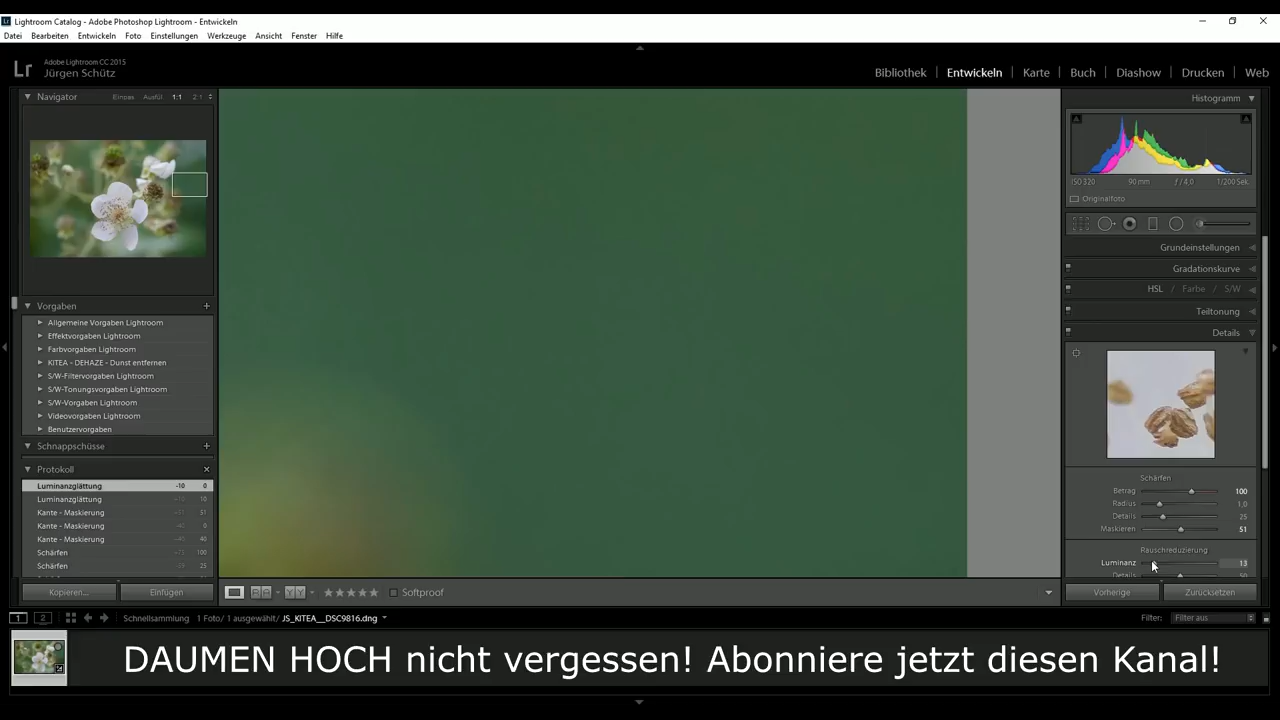 Lightroom Catalog - Adobe Photoshop Lightroom - Entwickeln
Datei Bearbeiten Entwickeln Foto Einstellungen Werkzeuge Ansicht Fenster Hilfe
Lr
Adobe Lightroom CC 2015
Jürgen Schütz
Bibliothek Entwickeln Karte Buch Diashow Drucken Web
Navigator Einpas Ausfül 1:1 2:1
Histogramm
ISO 320 90 mm ƒ / 4,0 1/200 Sek.
Originalfoto
Grundeinstellungen
Gradationskurve
HSL / Farbe / S/W
Teiltonung
Details
Vorgaben
Allgemeine Vorgaben Lightroom
Effektvorgaben Lightroom
Farbvorgaben Lightroom
KITEA - DEHAZE - Dunst entfernen
S/W-Filtervorgaben Lightroom
S/W-Tonungsvorgaben Lightroom
S/W-Vorgaben Lightroom
Videovorgaben Lightroom
Benutzervorgaben
Schnappschüsse
Protokoll
Luminanzglättung -10 0
Luminanzglättung 10
Kante - Maskierung 51
Kante - Maskierung 0
Kante - Maskierung 40
Schärfen 100
Schärfen 25
Schärfen
Betrag 100
Radius 1,0
Details 25
Maskieren 51
Rauschreduzierung
Luminanz 13
Details 50
Kopieren... Einfügen
Softproof
Vorherige Zurücksetzen
1 2 Schnellsammlung 1 Foto/ 1 ausgewählt/ JS_KITEA__DSC9816.dng
Filter: Filter aus
DAUMEN HOCH nicht vergessen! Abonniere jetzt diesen Kanal!